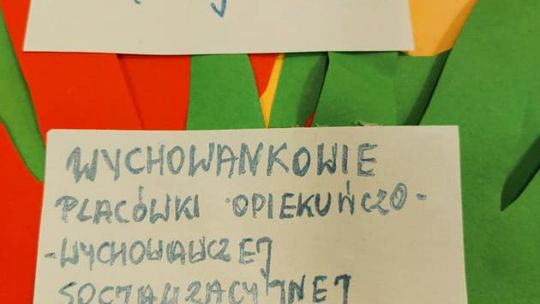 WYCHOWANKOWIE
PLACÓWKI OPIEKUŃCZO-
-WYCHOWAWCZEJ
SOCJALIZACYJNEJ